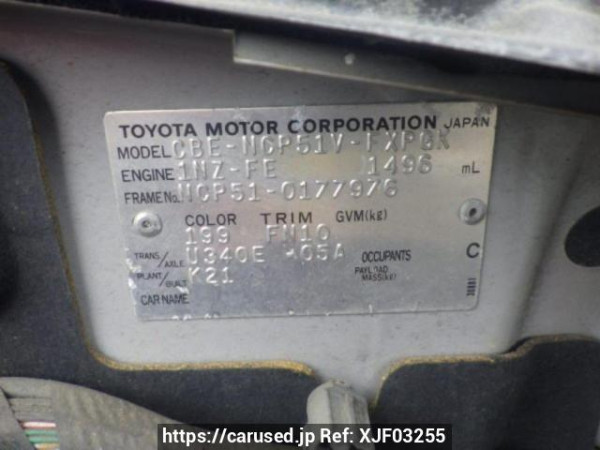 TOYOTA MOTOR CORPORATION JAPAN
MODEL CBE-NCP51V-EXPGK
ENGINE 1NZ-FE 1496 mL
FRAME No. NCP51-0177976
COLOR TRIM GVM(kg)
199 FN10
TRANS/AXLE U340E -05A OCCUPANTS C
PLANT/BUILT K21 PAYLOAD MASS(kg)
CAR NAME
https://carused.jp Ref: XJF03255